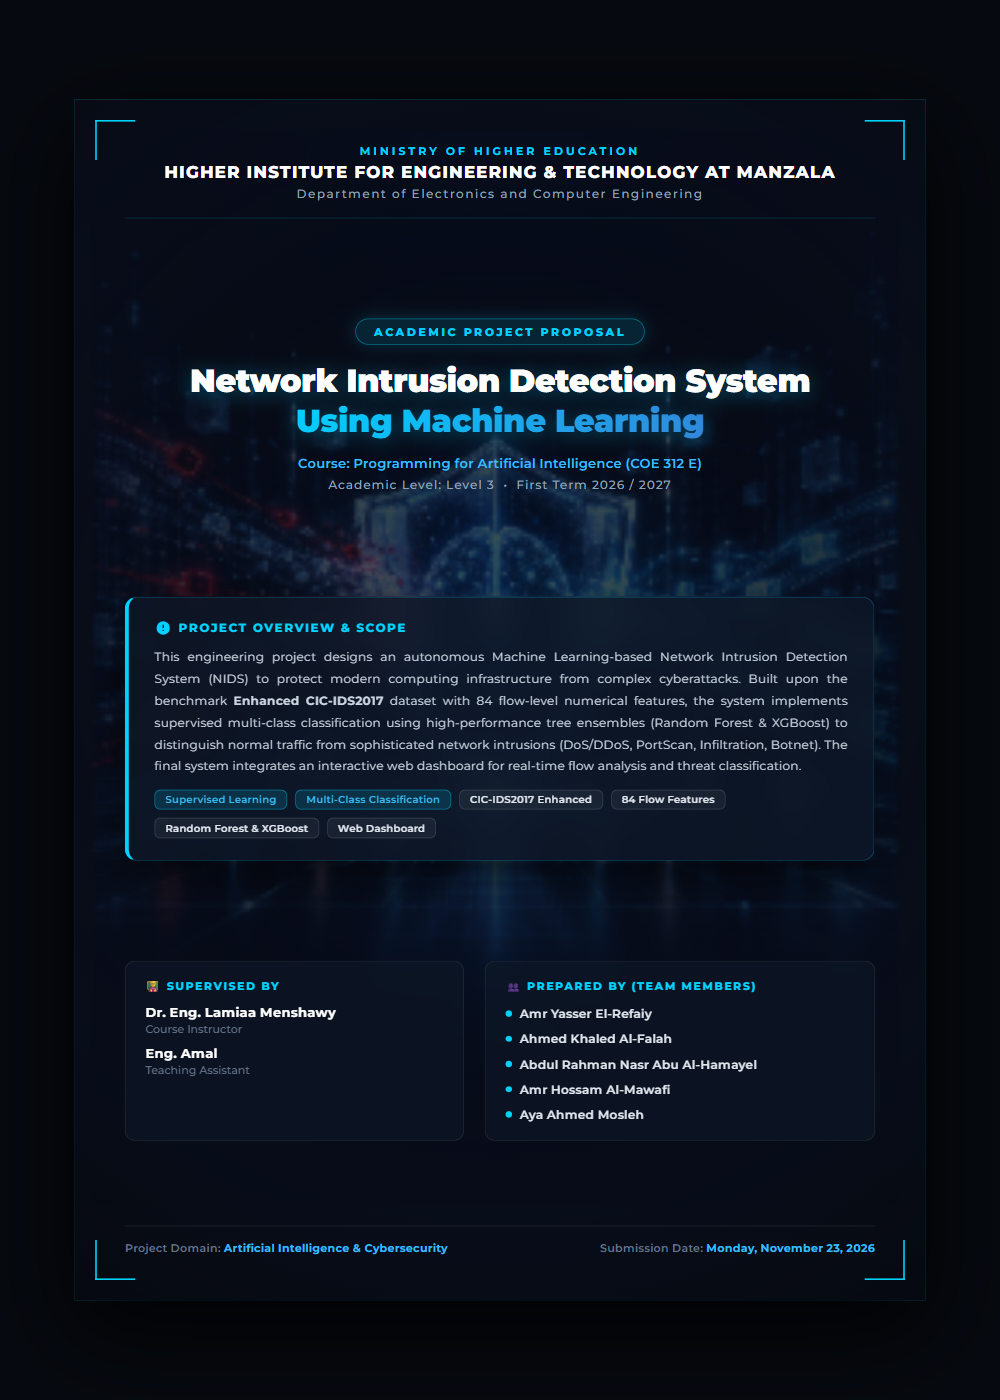 MINISTRY OF HIGHER EDUCATION
HIGHER INSTITUTE FOR ENGINEERING & TECHNOLOGY AT MANZALA
Department of Electronics and Computer Engineering
ACADEMIC PROJECT PROPOSAL
Network Intrusion Detection System
Using Machine Learning
Course: Programming for Artificial Intelligence (COE 312 E)
Academic Level: Level 3 • First Term 2026 / 2027
PROJECT OVERVIEW & SCOPE
This engineering project designs an autonomous Machine Learning-based Network Intrusion Detection
System (NIDS) to protect modern computing infrastructure from complex cyberattacks. Built upon the
benchmark Enhanced CIC-IDS2017 dataset with 84 flow-level numerical features, the system implements
supervised multi-class classification using high-performance tree ensembles (Random Forest & XGBoost) to
distinguish normal traffic from sophisticated network intrusions (DoS/DDoS, PortScan, Infiltration, Botnet). The
final system integrates an interactive web dashboard for real-time flow analysis and threat classification.
Supervised Learning Multi-Class Classification CIC-IDS2017 Enhanced 84 Flow Features
Random Forest & XGBoost Web Dashboard
SUPERVISED BY
Dr. Eng. Lamiaa Menshawy
Course Instructor
Eng. Amal
Teaching Assistant
PREPARED BY (TEAM MEMBERS)
Amr Yasser El-Refaiy
Ahmed Khaled Al-Falah
Abdul Rahman Nasr Abu Al-Hamayel
Amr Hossam Al-Mawafi
Aya Ahmed Mosleh
Project Domain: Artificial Intelligence & Cybersecurity
Submission Date: Monday, November 23, 2026